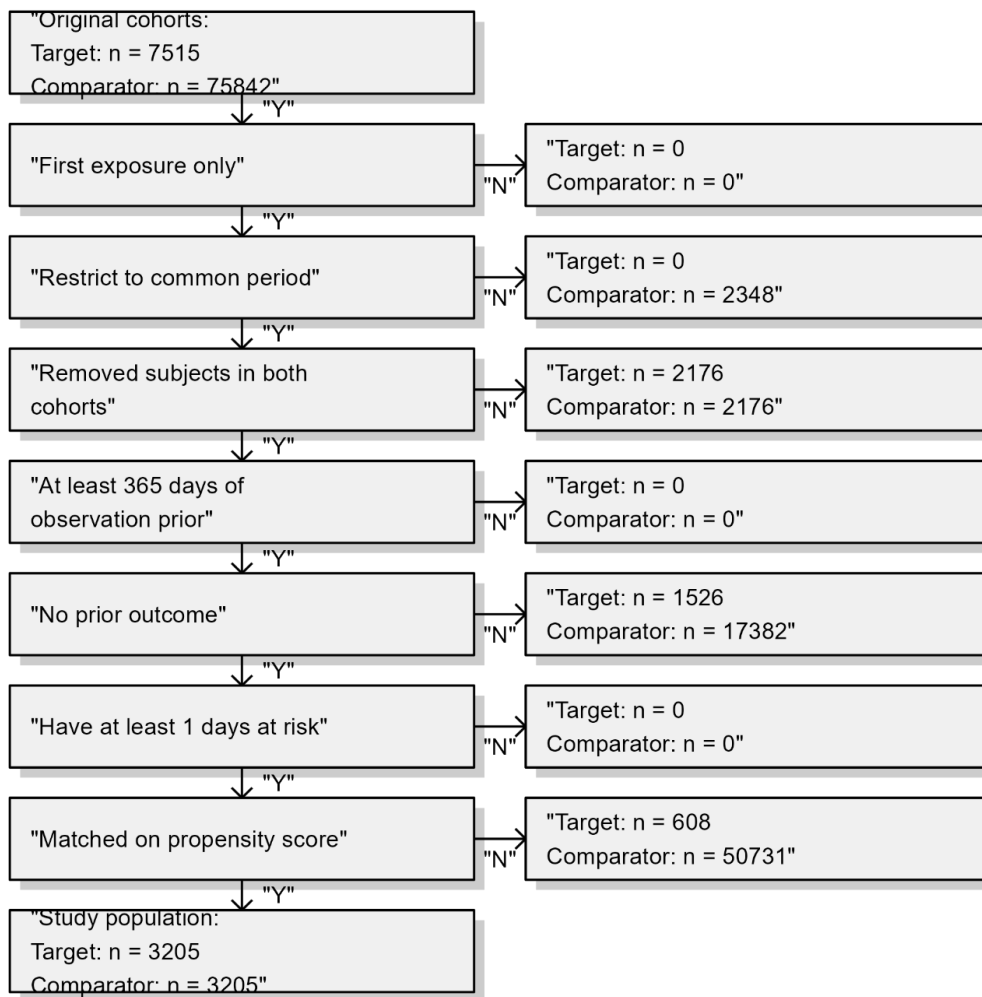 "Original cohorts:
Target: n = 7515
Comparator: n = 75842"
"Y"
"First exposure only"
"N"
"Target: n = 0
Comparator: n = 0"
"Y"
"Restrict to common period"
"N"
"Target: n = 0
Comparator: n = 2348"
"Y"
"Removed subjects in both
cohorts"
"N"
"Target: n = 2176
Comparator: n = 2176"
"Y"
"At least 365 days of
observation prior"
"N"
"Target: n = 0
Comparator: n = 0"
"Y"
"No prior outcome"
"N"
"Target: n = 1526
Comparator: n = 17382"
"Y"
"Have at least 1 days at risk"
"N"
"Target: n = 0
Comparator: n = 0"
"Y"
"Matched on propensity score"
"N"
"Target: n = 608
Comparator: n = 50731"
"Y"
"Study population:
Target: n = 3205
Comparator: n = 3205"